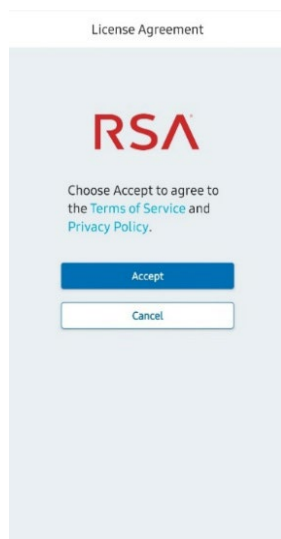 License Agreement
RSA
Choose Accept to agree to
the Terms of Service and
Privacy Policy.
Accept
Cancel